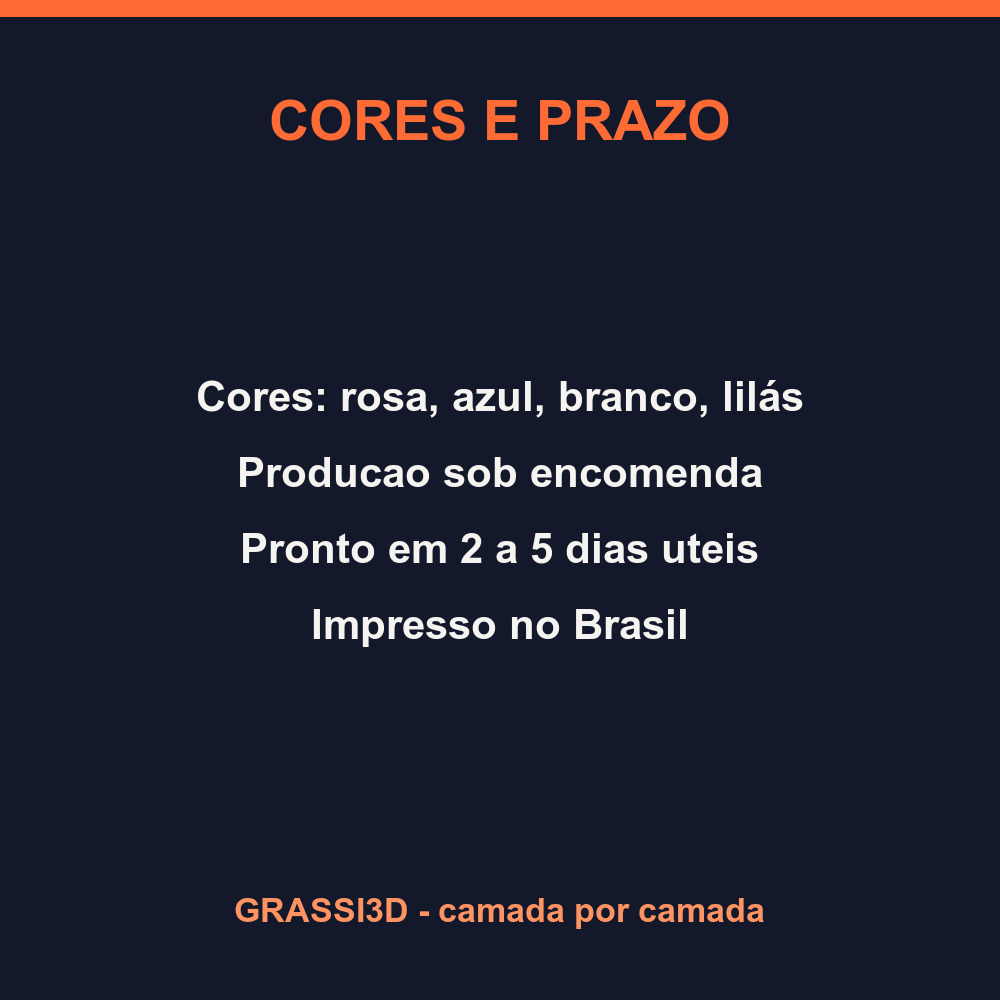 CORES E PRAZO
Cores: rosa, azul, branco, lilás
Producao sob encomenda
Pronto em 2 a 5 dias uteis
Impresso no Brasil
GRASSI3D - camada por camada